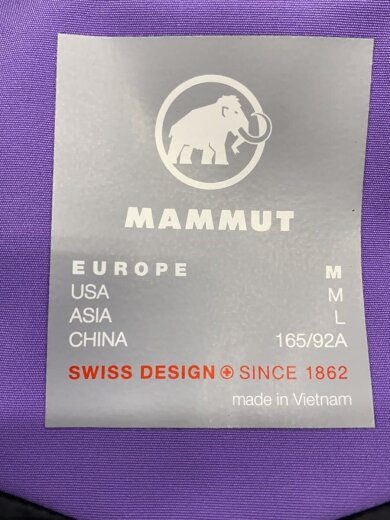 MAMMUT
EUROPE M
USA M
ASIA L
CHINA 165/92A
SWISS DESIGN SINCE 1862
made in Vietnam